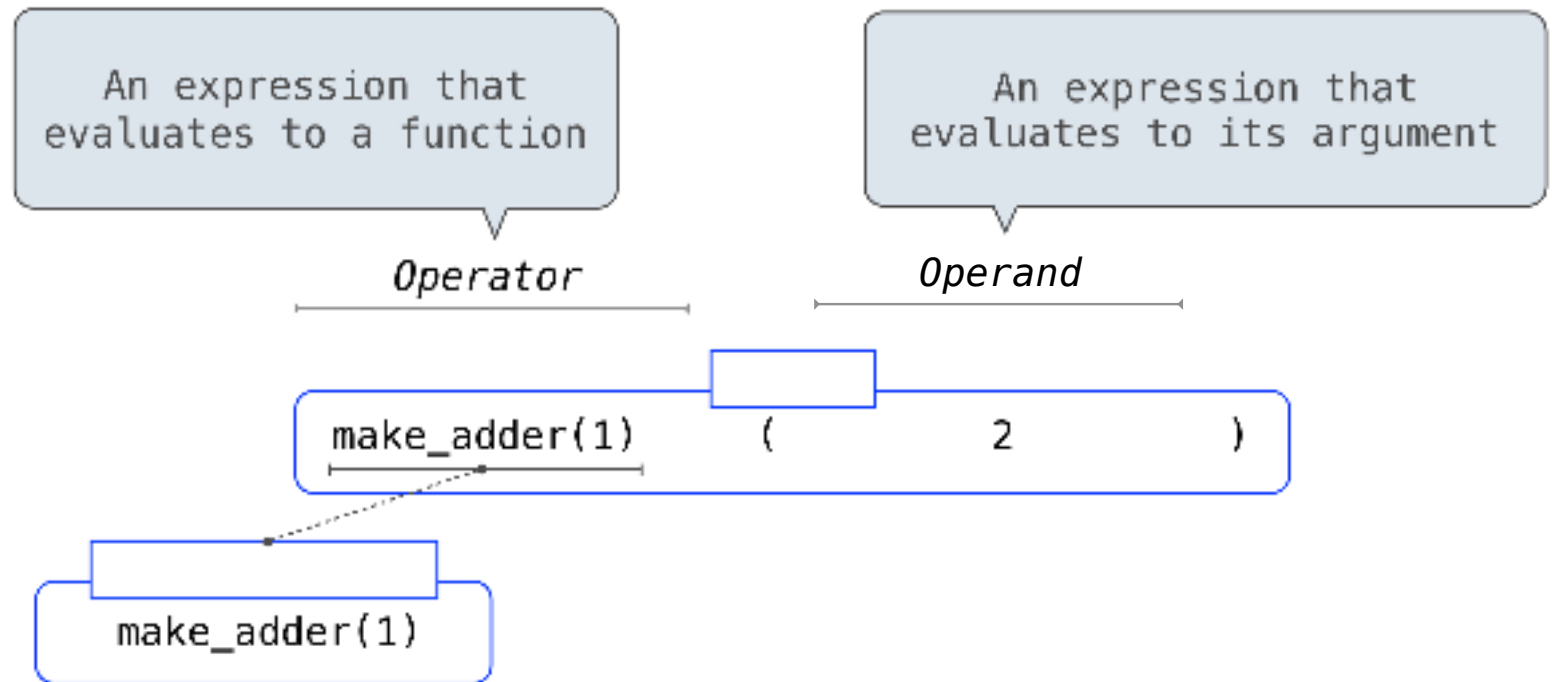 An expression that
evaluates to a function
An expression that
evaluates to its argument
Operator
Operand
make_adder(1) ( 2 )
make_adder(1)